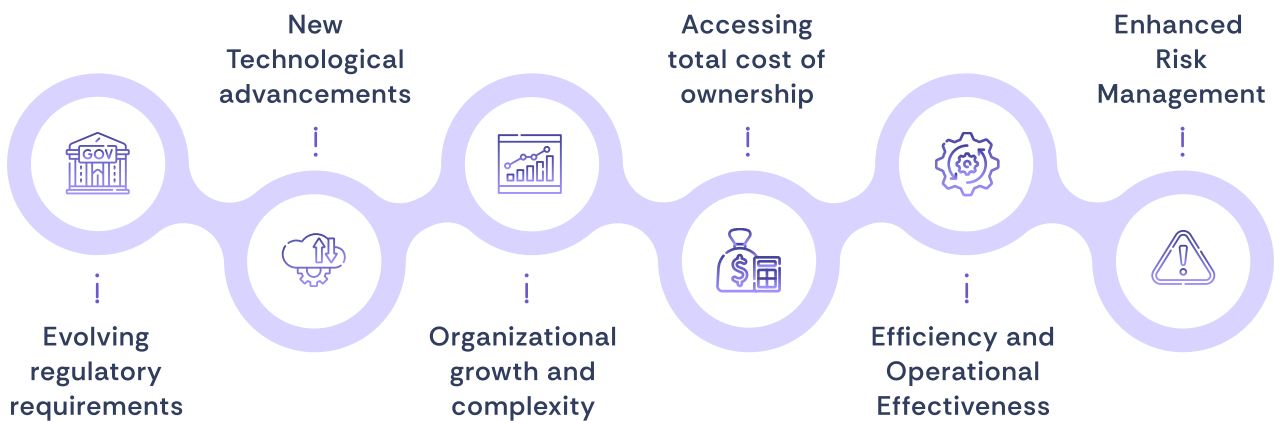 Evolving
regulatory
requirements
GOV
New
Technological
advancements
Organizational
growth and
complexity
Accessing
total cost of
ownership
$
Efficiency and
Operational
Effectiveness
Enhanced
Risk
Management